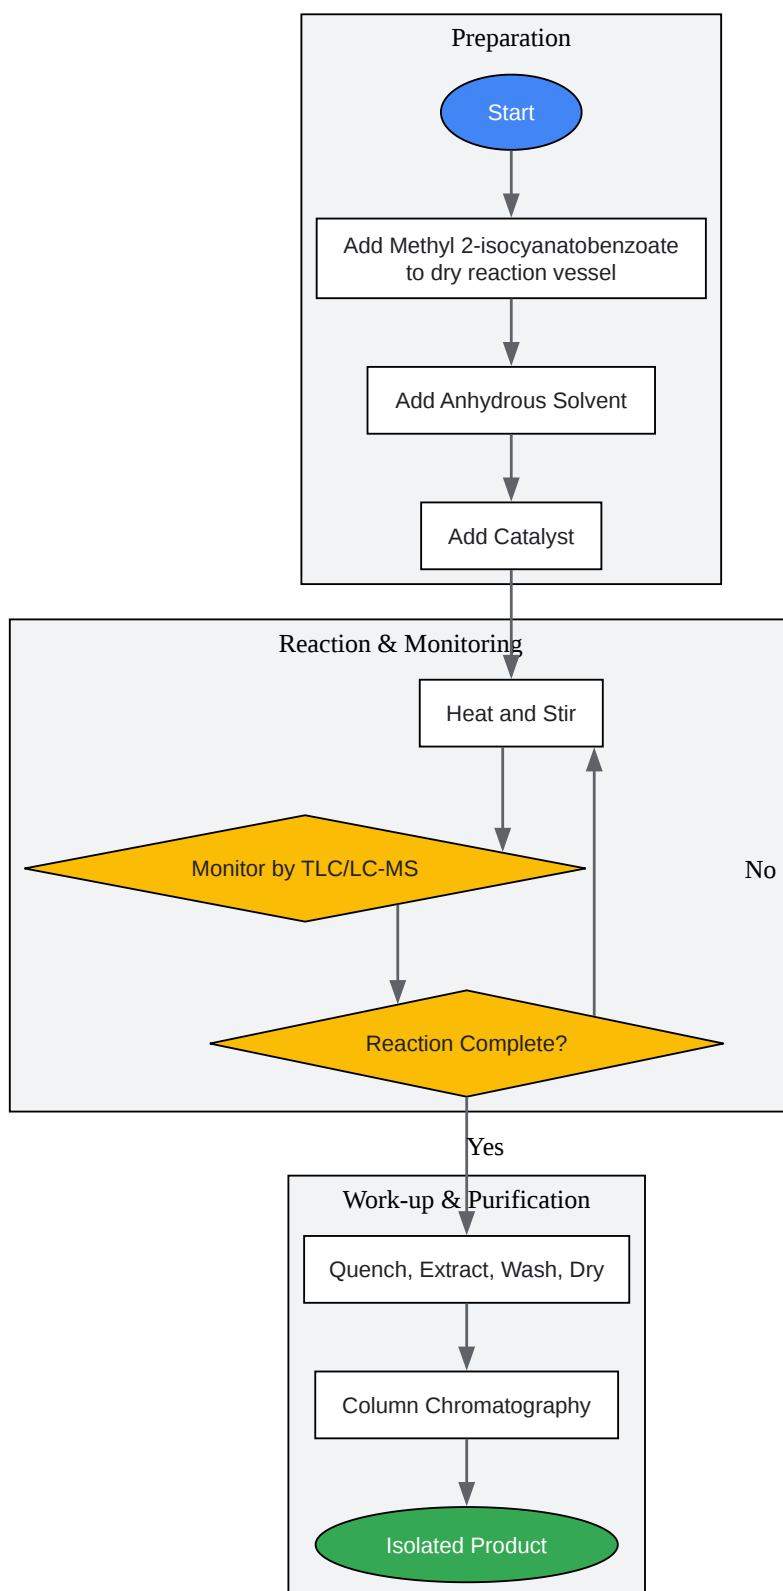 Preparation
Start
Add Methyl 2-isocyanatobenzoate
to dry reaction vessel
Add Anhydrous Solvent
Add Catalyst
Reaction & Monitoring
Heat and Stir
Monitor by TLC/LC-MS
No
Reaction Complete?
Yes
Work-up & Purification
Quench, Extract, Wash, Dry
Column Chromatography
Isolated Product